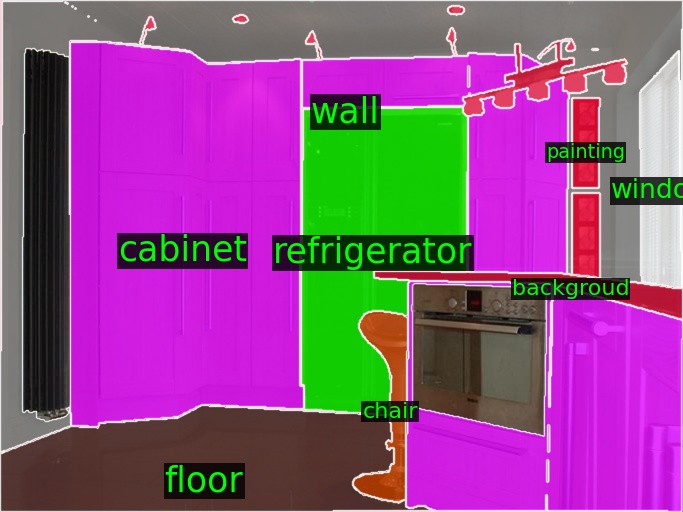 wall
painting
windo
cabinet
refrigerator
backgroud
chair
floor